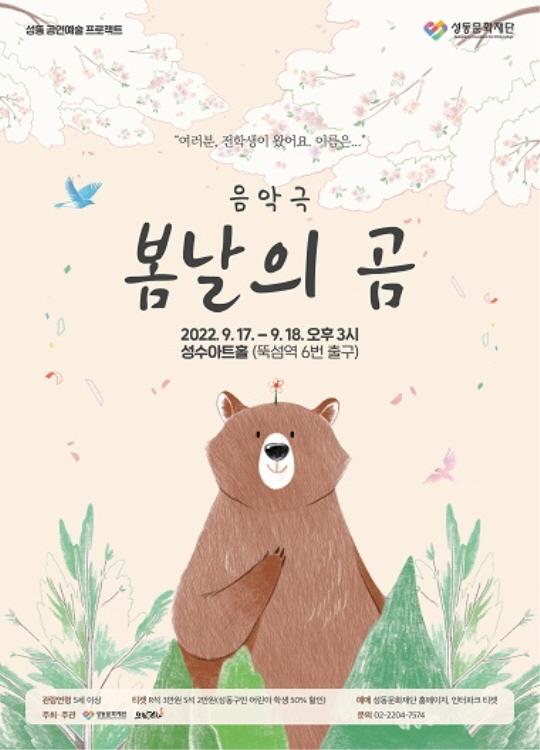 성동 공연예술 프로젝트
성동문화재단
“여러분, 전학생이 왔어요. 이름은...”
음악극
봄날의 곰
2022. 9. 17. – 9. 18. 오후 3시
성수아트홀 (뚝섬역 6번 출구)
관람연령 5세 이상 티켓 R석 3만원 S석 2만원(성동구민 어린이 학생 50% 할인) 예매 성동문화재단 홈페이지, 인터파크 티켓
주최·주관 성동문화재단 문의 02-2204-7574